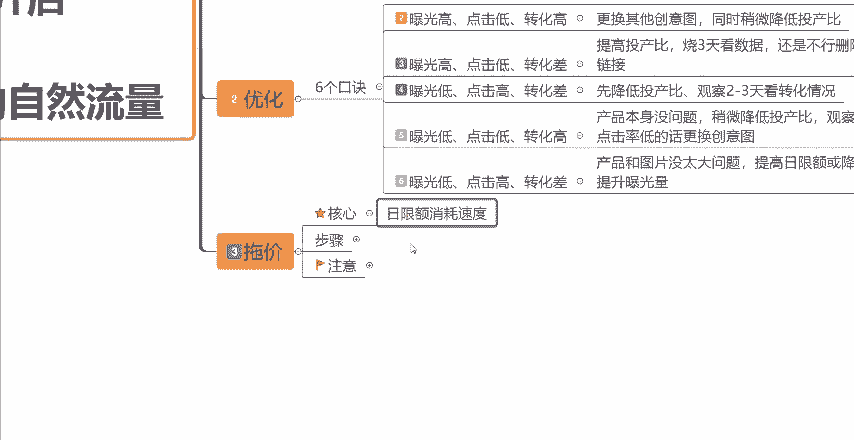 自然流量
2 优化
6个口诀
2 曝光高、点击低、转化高
更换其他创意图，同时稍微降低投产比
3 曝光高、点击低、转化差
提高投产比，烧3天看数据，还是不行删
链接
4 曝光低、点击高、转化差
先降低投产比、观察2-3天看转化情况
5 曝光低、点击低、转化高
产品本身没问题，稍微降低投产比，观察
点击率低的话更换创意图
6 曝光低、点击高、转化差
产品和图片没太大问题，提高日限额或
提升曝光量
3 拖价
核心
日限额消耗速度
步骤
注意